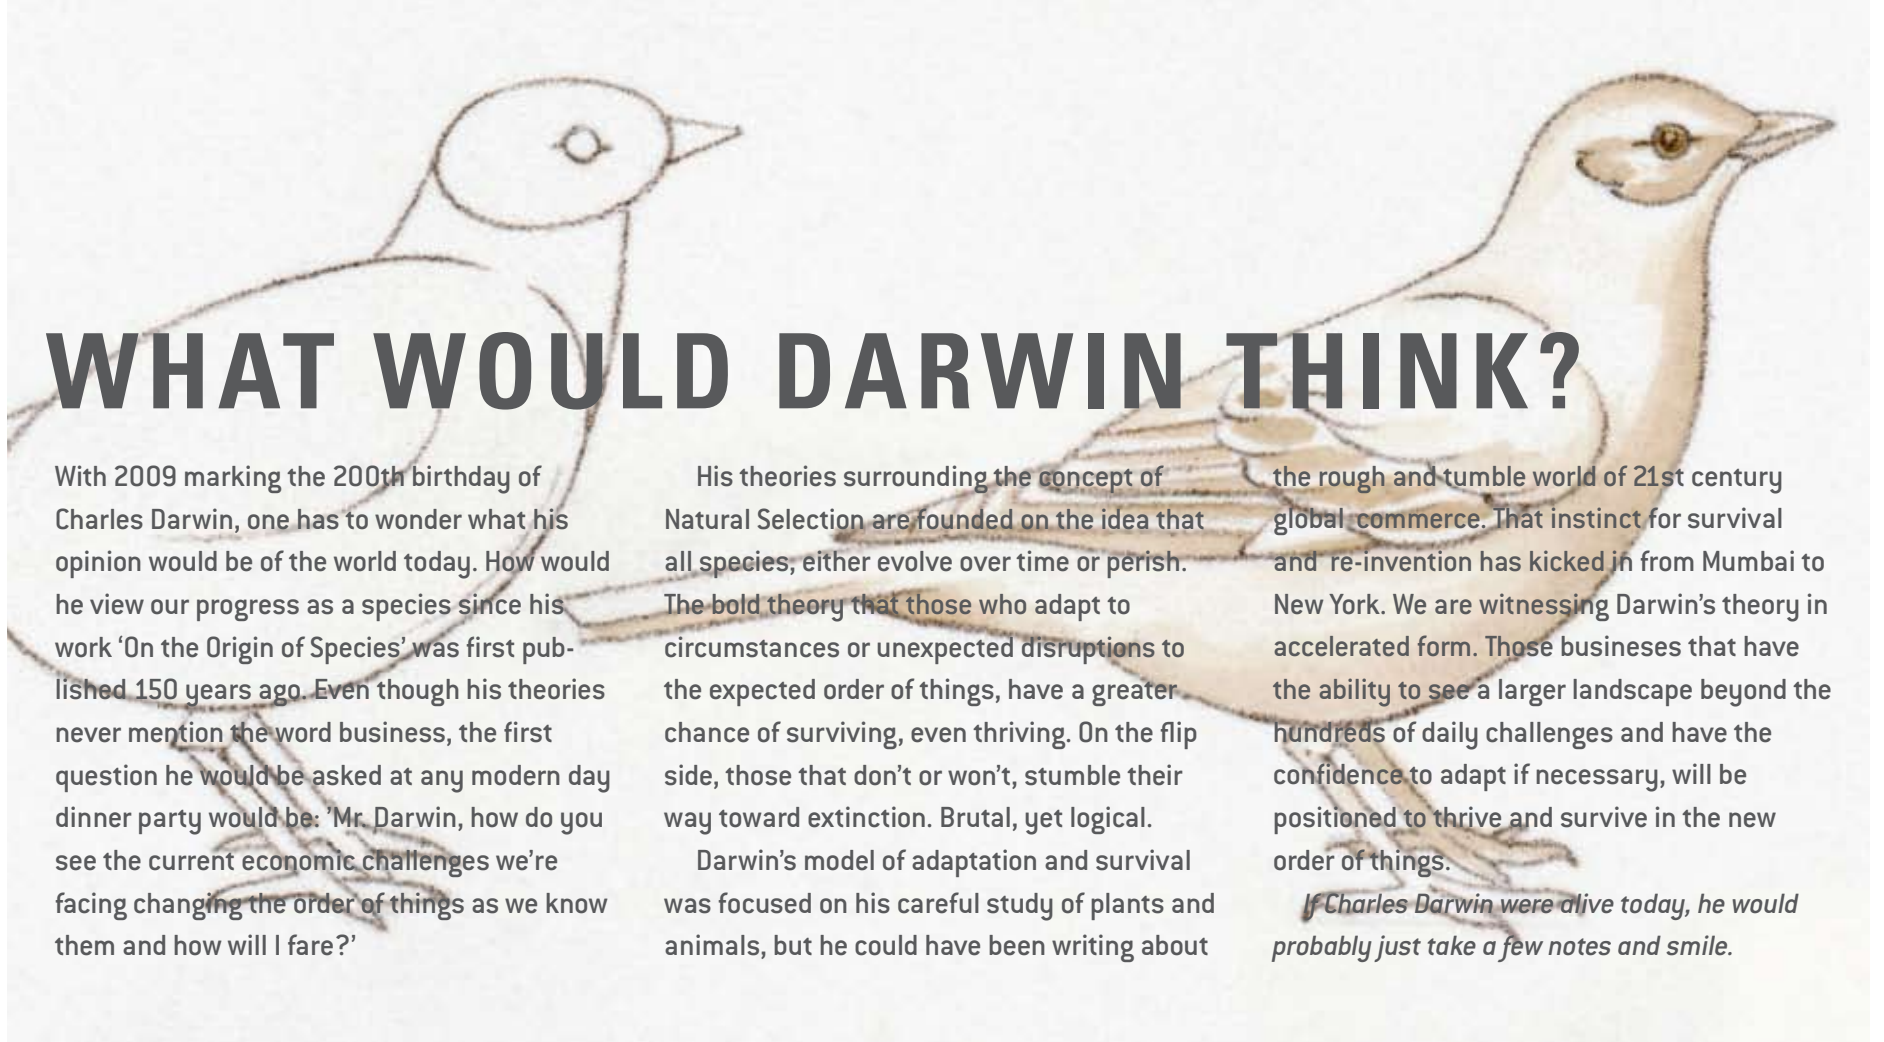 WHAT WOULD DARWIN THINK?
With 2009 marking the 200th birthday of
Charles Darwin, one has to wonder what his
opinion would be of the world today. How would
he view our progress as a species since his
work ‘On the Origin of Species’ was first pub-
lished 150 years ago. Even though his theories
never mention the word business, the first
question he would be asked at any modern day
dinner party would be: ’Mr. Darwin, how do you
see the current economic challenges we’re
facing changing the order of things as we know
them and how will I fare?’
His theories surrounding the concept of
Natural Selection are founded on the idea that
all species, either evolve over time or perish.
The bold theory that those who adapt to
circumstances or unexpected disruptions to
the expected order of things, have a greater
chance of surviving, even thriving. On the flip
side, those that don’t or won’t, stumble their
way toward extinction. Brutal, yet logical.
Darwin’s model of adaptation and survival
was focused on his careful study of plants and
animals, but he could have been writing about
the rough and tumble world of 21st century
global commerce. That instinct for survival
and re-invention has kicked in from Mumbai to
New York. We are witnessing Darwin’s theory in
accelerated form. Those busineses that have
the ability to see a larger landscape beyond the
hundreds of daily challenges and have the
confidence to adapt if necessary, will be
positioned to thrive and survive in the new
order of things.
If Charles Darwin were alive today, he would
probably just take a few notes and smile.